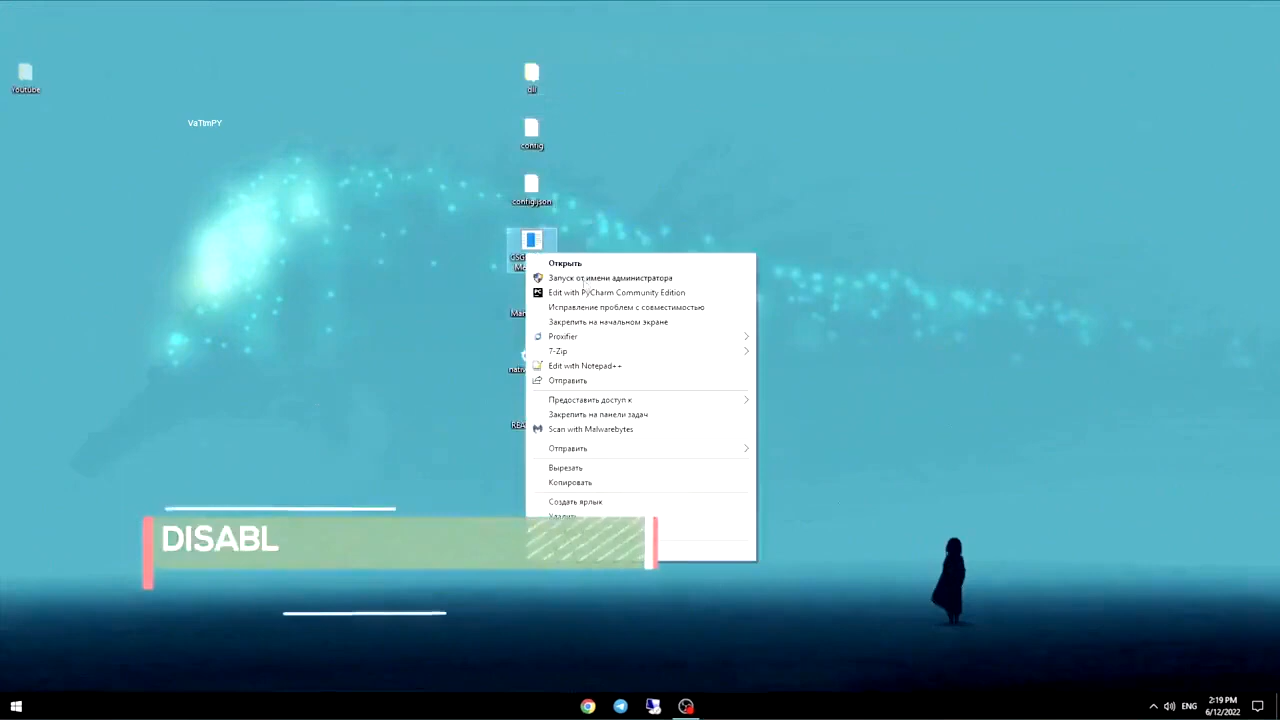 Youtube
VaTImPY
dll
config
config.json
Открыть
Запуск от имени администратора
Edit with PyCharm Community Edition
Исправление проблем с совместимостью
Закрепить на начальном экране
Proxifier
7-Zip
Edit with Notepad++
Отправить
Предоставить доступ к
Закрепить на панели задач
Scan with Malwarebytes
Отправить
Вырезать
Копировать
Создать ярлык
Удалить
DISABL
ENG
2:19 PM
6/12/2022